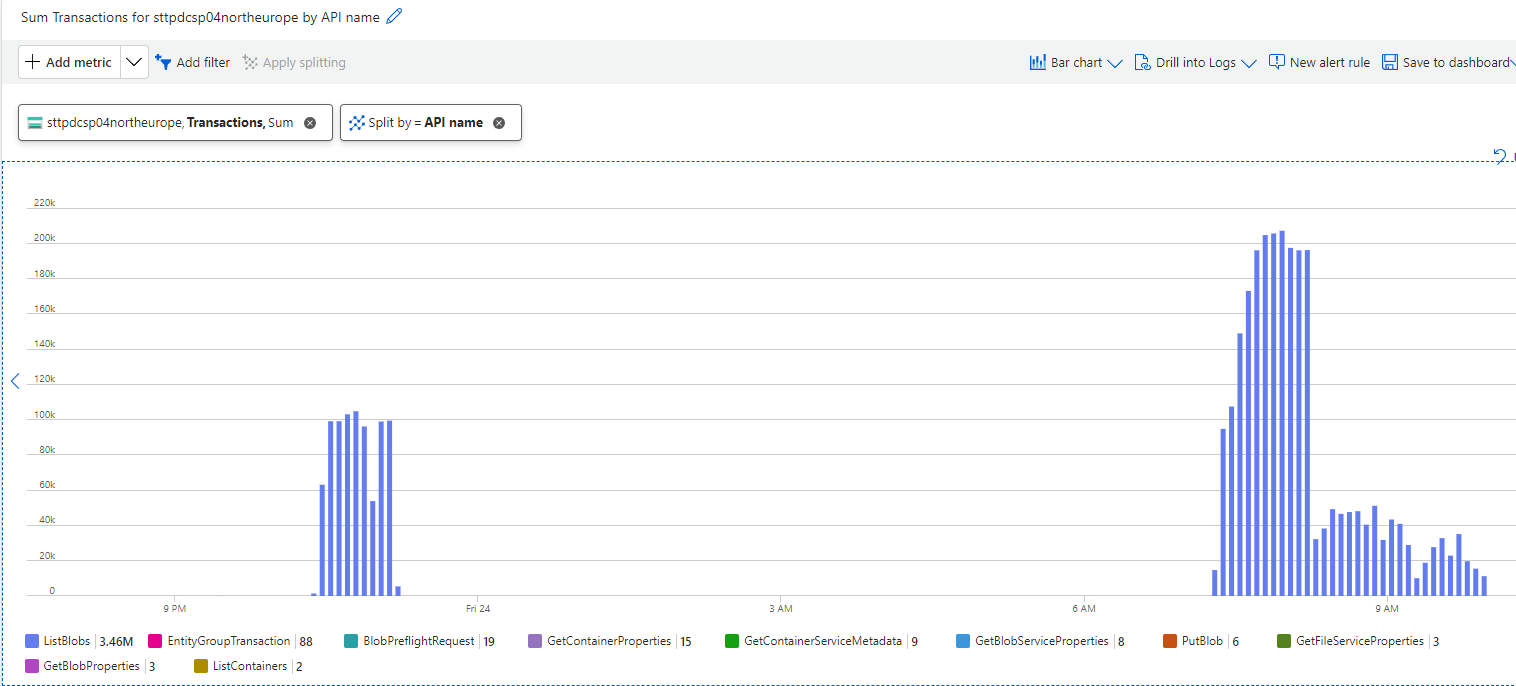 Sum Transactions for sttpdcsp04northeurope by API name
Add metric Add filter Apply splitting Bar chart Drill into Logs New alert rule Save to dashboard
sttpdcsp04northeurope, Transactions, Sum Split by = API name
220k
200k
180k
160k
140k
120k
100k
80k
60k
40k
20k
0
9 PM Fri 24 3 AM 6 AM 9 AM
ListBlobs 3.46M EntityGroupTransaction 88 BlobPreflightRequest 19 GetContainerProperties 15 GetContainerServiceMetadata 9 GetBlobServiceProperties 8 PutBlob 6 GetFileServiceProperties 3
GetBlobProperties 3 ListContainers 2